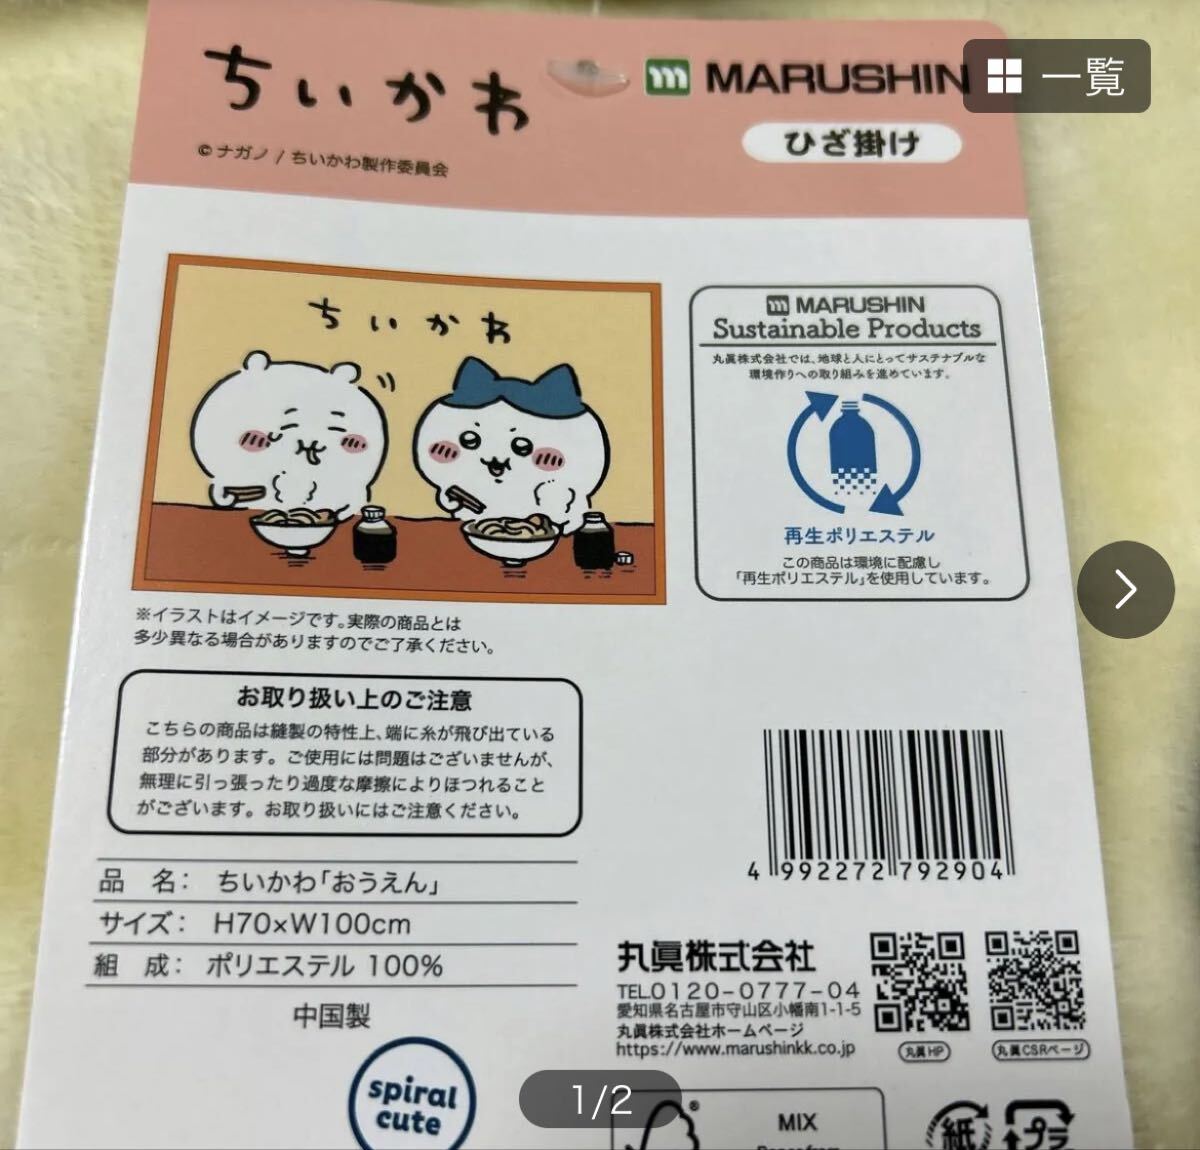 ちいかわ
©ナガノ / ちいかわ製作委員会
MARUSHIN
一覧
ひざ掛け
ちいかわ
MARUSHIN
Sustainable Products
丸眞株式会社では、地球と人にとってサステナブルな
環境作りへの取り組みを進めています。
再生ポリエステル
この商品は環境に配慮し
「再生ポリエステル」を使用しています。
※イラストはイメージです。実際の商品とは
多少異なる場合がありますのでご了承ください。
お取り扱い上のご注意
こちらの商品は縫製の特性上、端に糸が飛び出ている
部分があります。ご使用には問題はございませんが、
無理に引っ張ったり過度な摩擦によりほつれること
がございます。お取り扱いにはご注意ください。
品 名： ちいかわ「おうえん」
サイズ： H70×W100cm
組 成： ポリエステル 100%
中国製
spiral
cute
4 992272 792904
丸眞株式会社
TEL0120-0777-04
愛知県名古屋市守山区小幡南1-1-5
丸眞株式会社ホームページ
https://www.marushinkk.co.jp
丸眞HP
丸眞CSRページ
1/2
MIX
紙
プラ